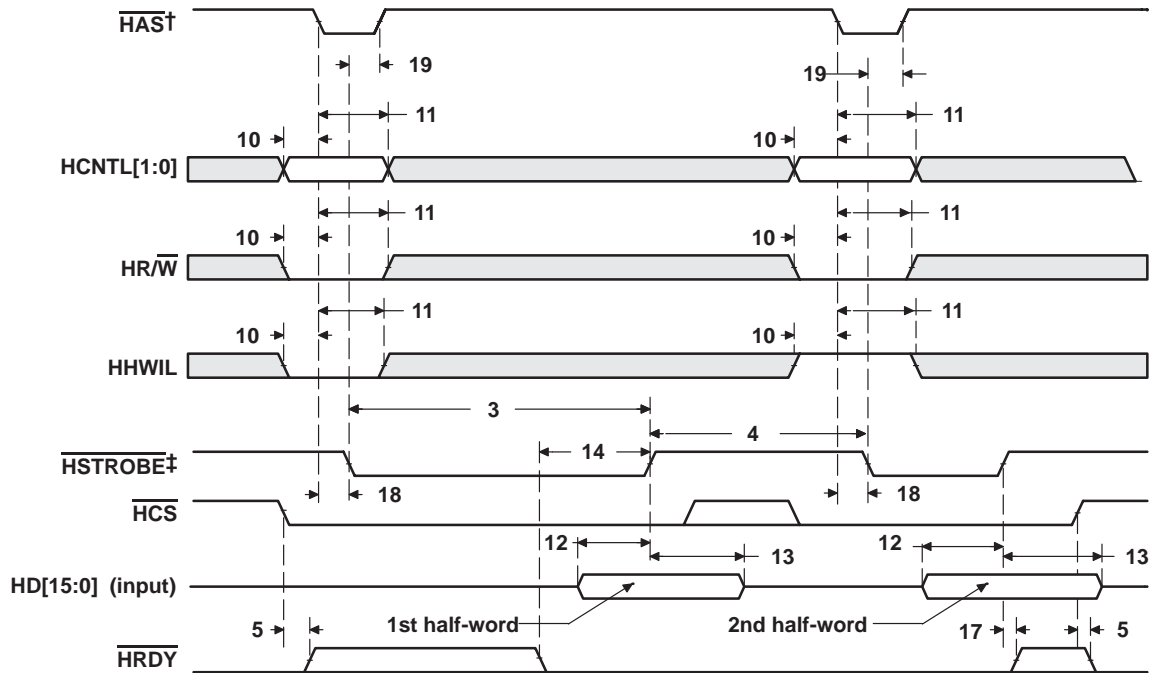 HAS†
19 19
11 11
10 10
HCNTL[1:0]
11 11
10 10
HR/W
11 11
10 10
HHWIL
3
4
14
HSTROBE‡
18 18
HCS
12 12
13 13
HD[15:0] (input)
1st half-word 2nd half-word
5 17 5
HRDY